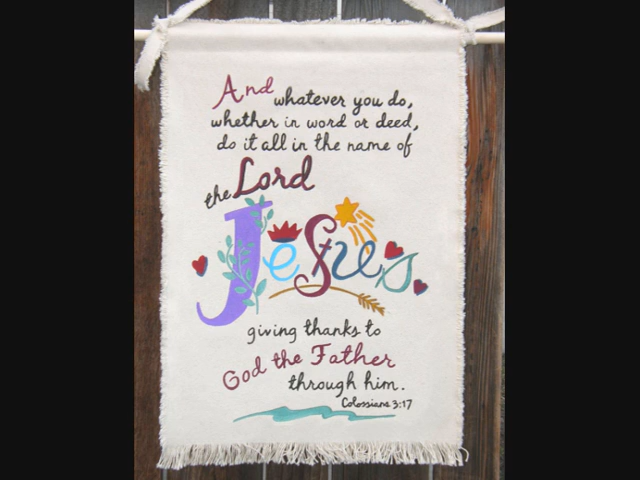 And whatever you do,
whether in word or deed,
do it all in the name of
the Lord
Jesus
giving thanks to
God the Father
through him.
Colossians 3:17